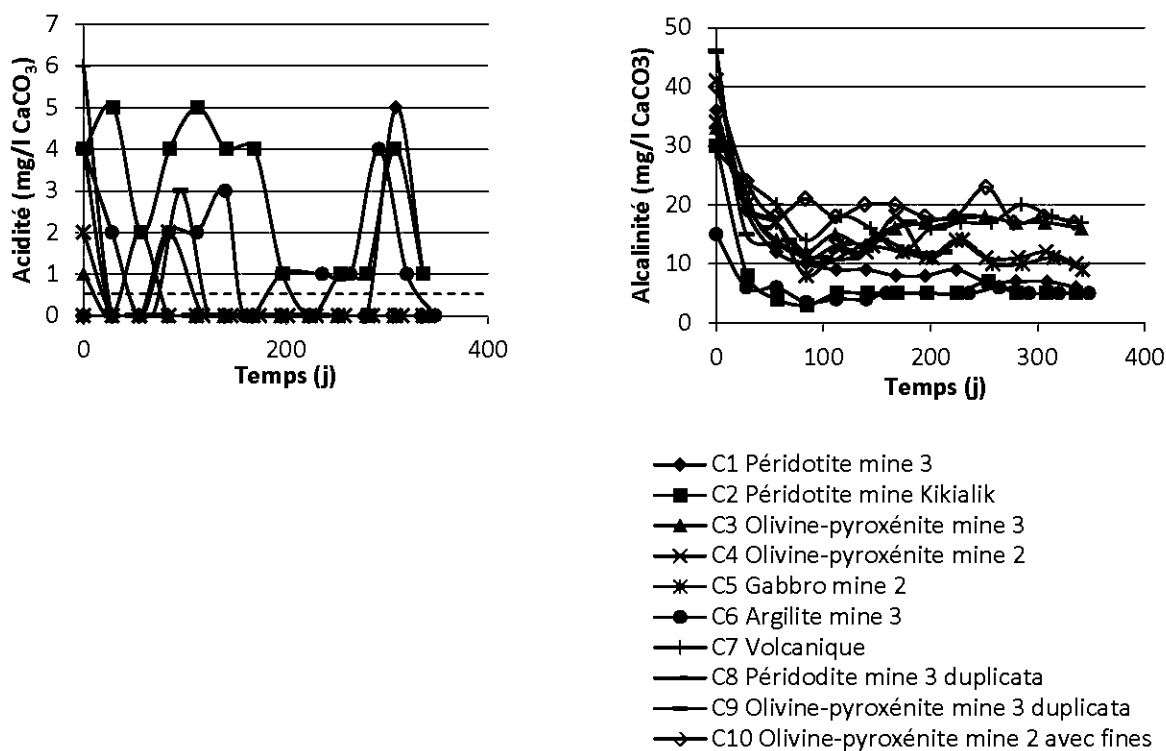 7
6
5
4
3
2
1
0
Acidité (mg/l CaCO3)
0 200 400
Temps (j)
50
40
30
20
10
0
Alcalinité (mg/l CaCO3)
0 100 200 300 400
Temps (j)
C1 Péridotite mine 3
C2 Péridotite mine Kikialik
C3 Olivine-pyroxénite mine 3
C4 Olivine-pyroxénite mine 2
C5 Gabbro mine 2
C6 Argilite mine 3
C7 Volcanique
C8 Péridodite mine 3 duplicata
C9 Olivine-pyroxénite mine 3 duplicata
C10 Olivine-pyroxénite mine 2 avec fines